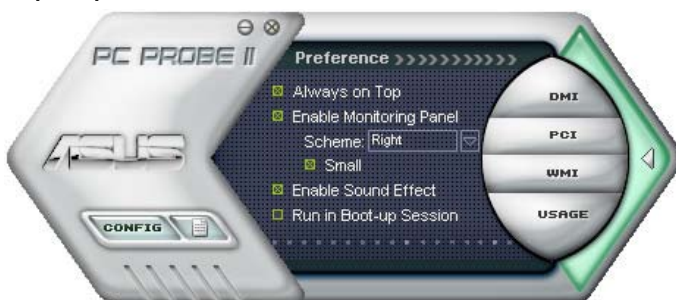 PC PROBE II
Preference
Always on Top
Enable Monitoring Panel
Scheme: Right
Small
Enable Sound Effect
Run in Boot-up Session
ASUS
CONFIG
DMI
PCI
WMI
USAGE